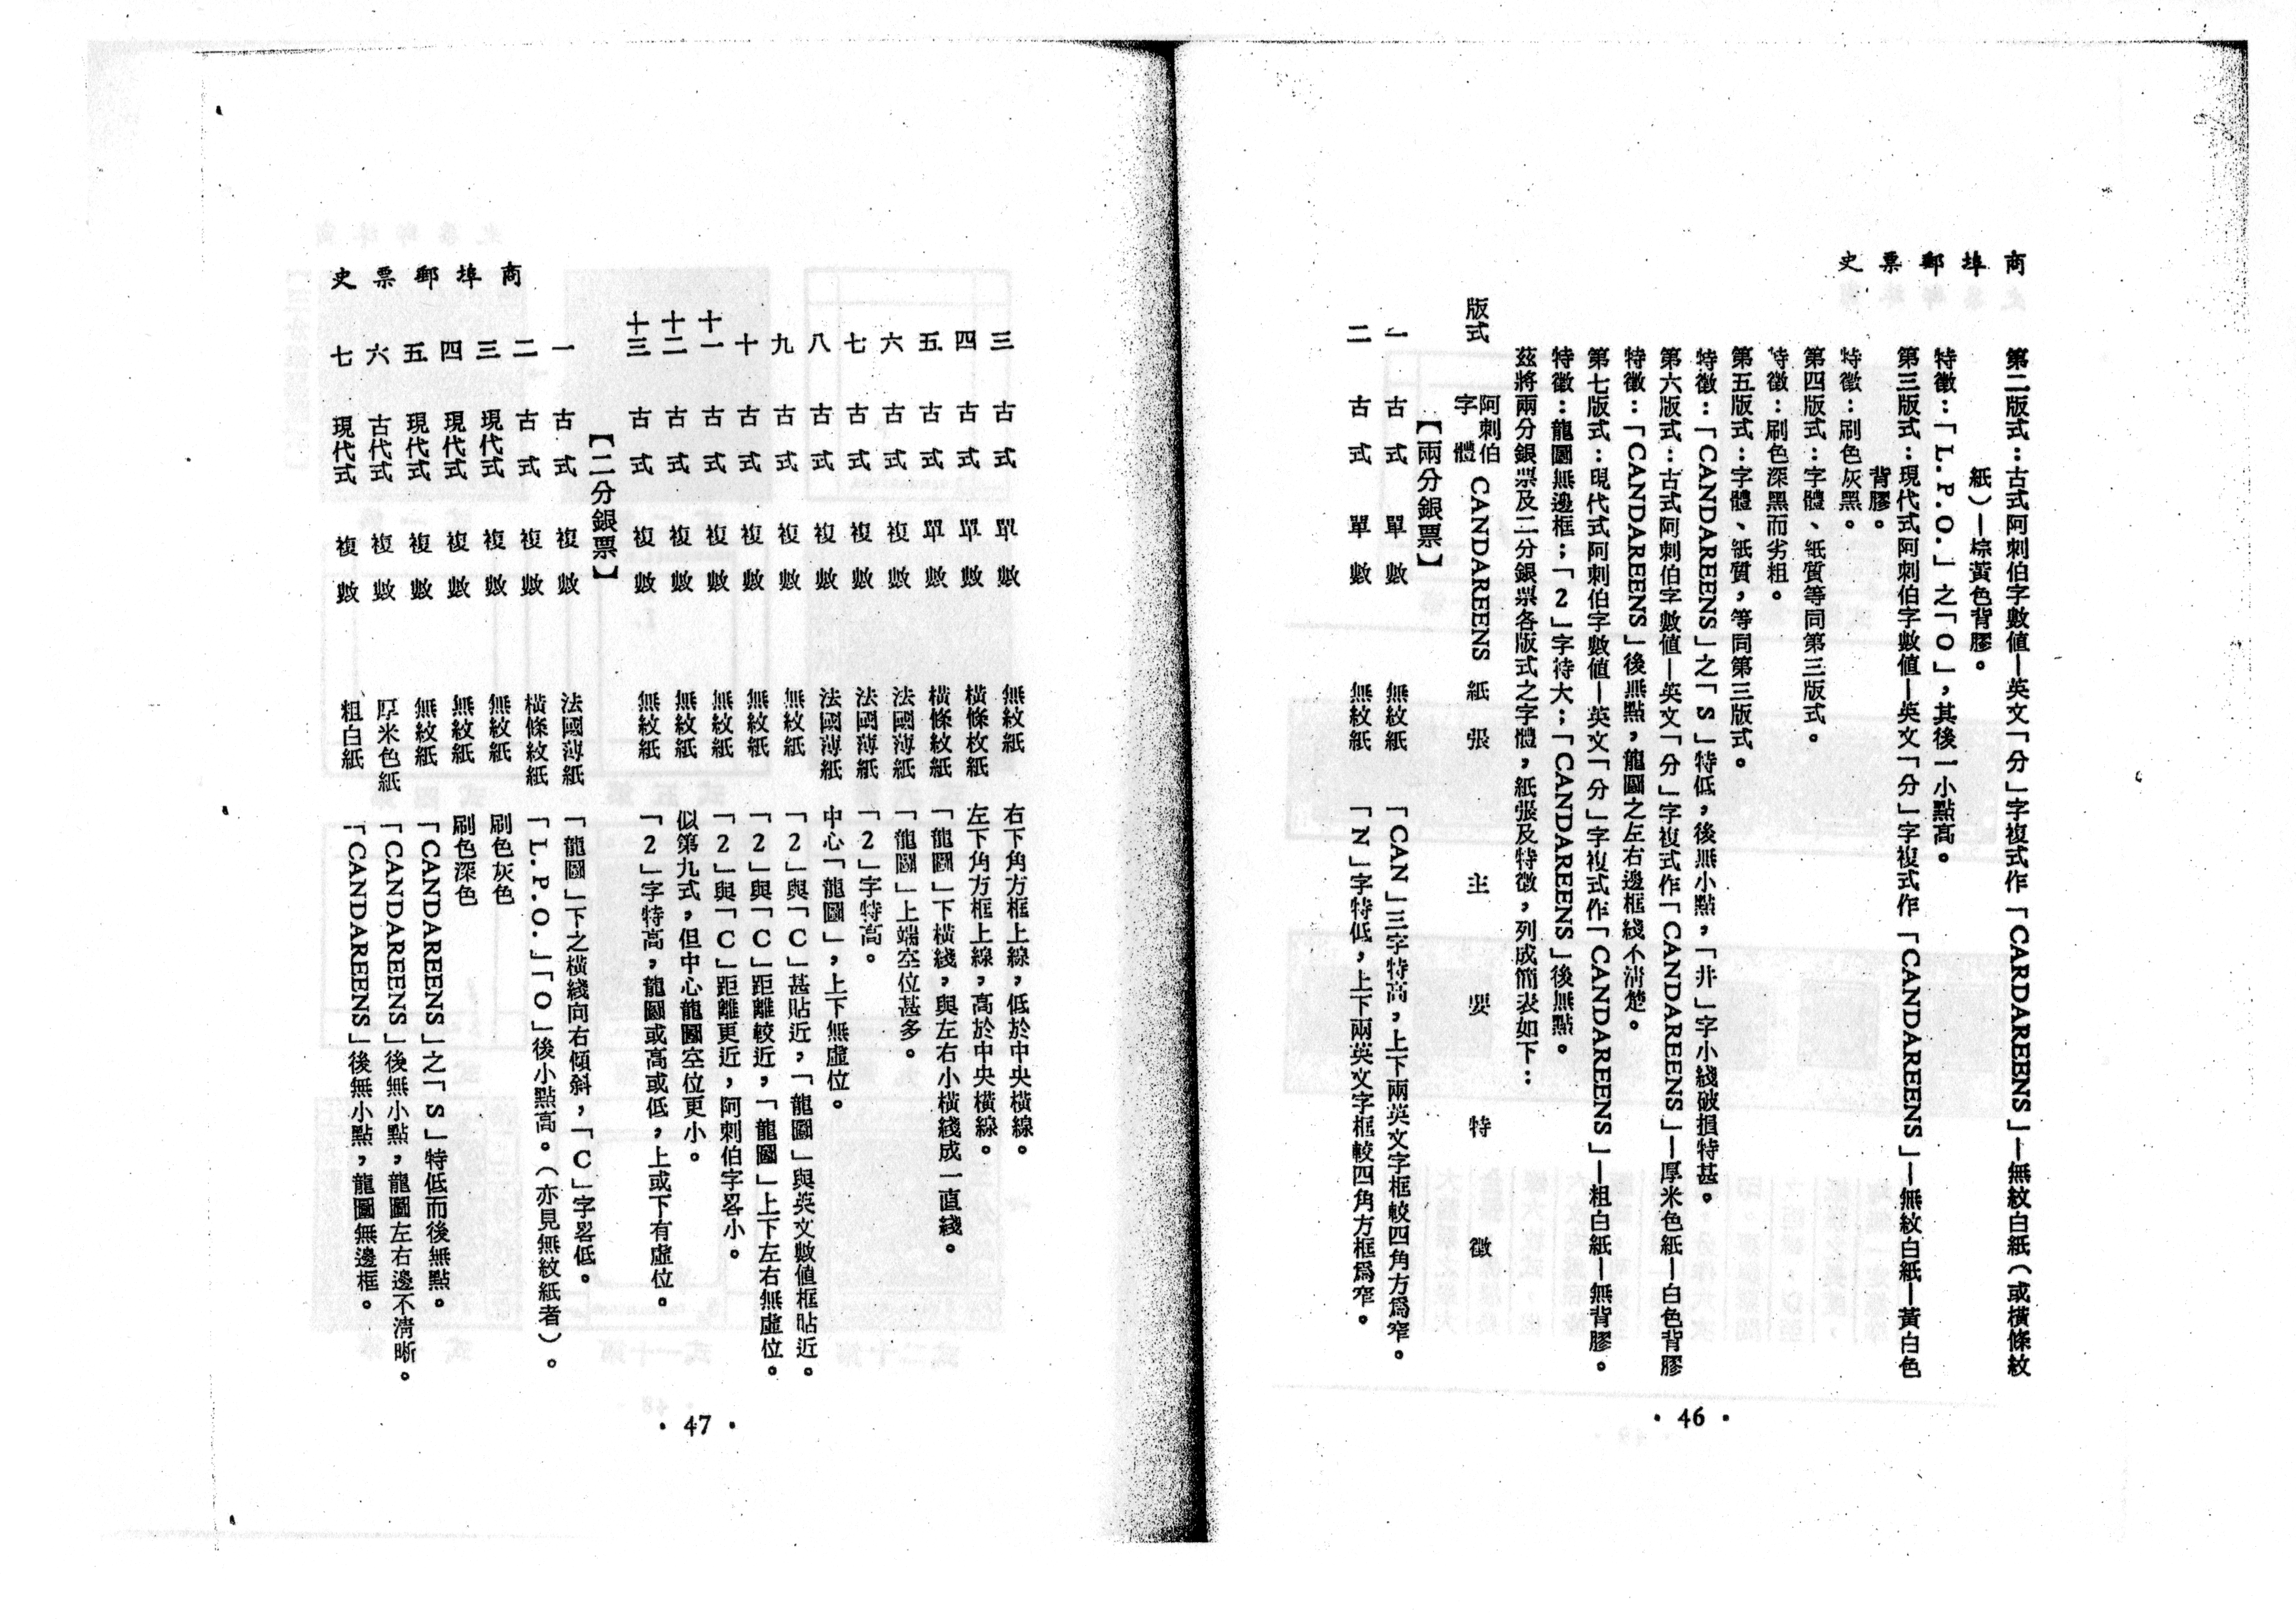 商埠郵票史
第二版式：古式阿剌伯字數值—英文「分」字複式作「CARDAREENS」—無紋白紙（或橫條紋
紙）—棕黃色背膠。
特徵：「L.P.O.」之「O」，其後一小點高。
第三版式：現代式阿剌伯字數值—英文「分」字複式作「CANDAREENS」—無紋白紙—黃白色
背膠。
特徵：刷色灰黑。
第四版式：字體、紙質等同第三版式。
特徵：刷色深黑而劣粗。
第五版式：字體、紙質，等同第三版式。
特徵：「CANDAREENS」之「S」特低，後無小點，「井」字小綫破損特甚。
第六版式：古式阿剌伯字數值—英文「分」字複式作「CANDAREENS」—厚米色紙—白色背膠
特徵：「CANDAREENS」後無點，龍圖之左右邊框綫不清楚。
第七版式：現代式阿剌伯字數值—英文「分」字複式作「CANDAREENS」—粗白紙—無背膠。
特徵：龍圖無邊框；「2」字特大；「CANDAREENS」後無點。
茲將兩分銀票及二分銀票各版式之字體，紙張及特徵，列成簡表如下：
版式 阿剌伯字體 CANDAREENS 紙張 主要特徵
【兩分銀票】
一 古式 單數 無紋紙 「CAN」三字特高，上下兩英文字框較四角方爲窄。
二 古式 單數 無紋紙 「N」字特低，上下兩英文字框較四角方框爲窄。
・46・
商埠郵票史
三 古式 單數 無紋紙 右下角方框上線，低於中央橫線。
四 古式 單數 橫條枚紙 左下角方框上線，高於中央橫線。
五 古式 單數 橫條紋紙 「龍圖」下橫綫，與左右小橫綫成一直綫。
六 古式 複數 法國薄紙 「龍圖」上端空位甚多。
七 古式 複數 法國薄紙 「2」字特高。
八 古式 複數 法國薄紙 中心「龍圖」，上下無虛位。
九 古式 複數 無紋紙 「2」與「C」甚貼近，「龍圖」與英文數值框貼近。
十 古式 複數 無紋紙 「2」與「C」距離較近，「龍圖」上下左右無虛位。
十一 古式 複數 無紋紙 「2」與「C」距離更近，阿剌伯字畧小。
十二 古式 複數 無紋紙 似第九式，但中心龍圖空位更小。
十三 古式 複數 無紋紙 「2」字特高，龍圖或高或低，上或下有虛位。
【二分銀票】
一 古式 複數 法國薄紙 「龍圖」下之橫綫向右傾斜，「C」字畧低。
二 古式 複數 橫條紋紙 「L.P.O.」「O」後小點高。（亦見無紋紙者）。
三 現代式 複數 無紋紙 刷色灰色
四 現代式 複數 無紋紙 刷色深色
五 現代式 複數 無紋紙 「CANDAREENS」之「S」特低而後無點。
六 古代式 複數 厚米色紙 「CANDAREENS」後無小點，龍圖左右邊不清晰。
七 現代式 複數 粗白紙 「CANDAREENS」後無小點，龍圖無邊框。
・47・